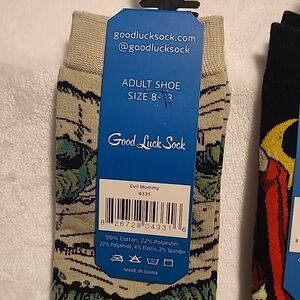 goodlucksock.com
@goodlucksock
ADULT SHOE
SIZE 8-13
Good Luck Sock
Evil Mummy
4331
8 26728 04331 6
50% Cotton, 22% Polyester,
22% Polyamide, 4% Elastic, 2% Spandex
MADE IN CHINA